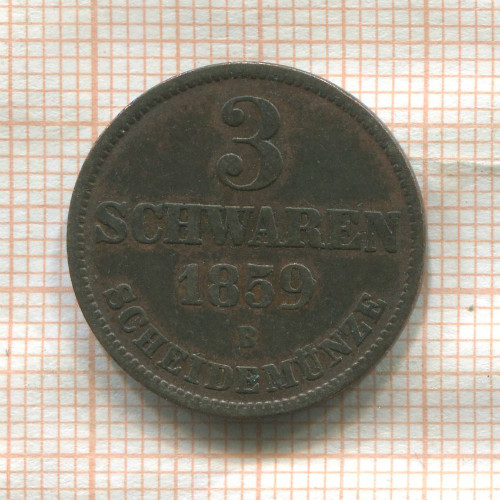 3
SCHWAREN
1859
B
SCHEIDEMÜNZE